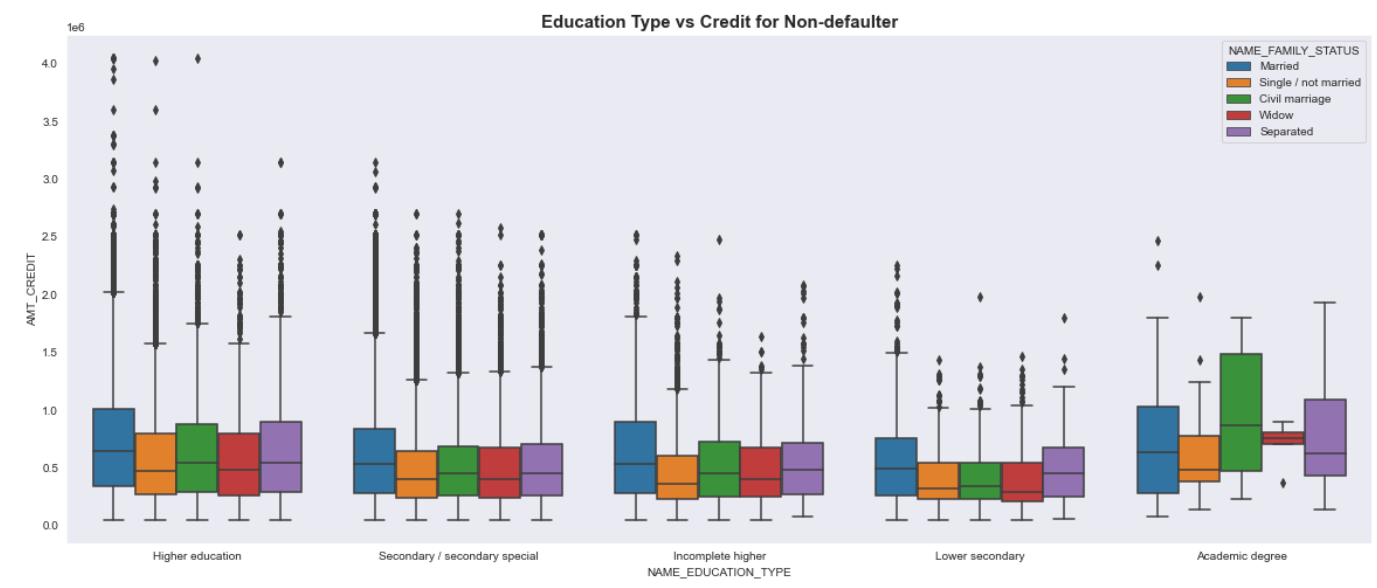 Education Type vs Credit for Non-defaulter
1e6
NAME_FAMILY_STATUS
Married
Single / not married
Civil marriage
Widow
Separated
4.0
3.5
3.0
2.5
2.0
1.5
1.0
0.5
0.0
AMT_CREDIT
Higher education
Secondary / secondary special
Incomplete higher
Lower secondary
Academic degree
NAME_EDUCATION_TYPE